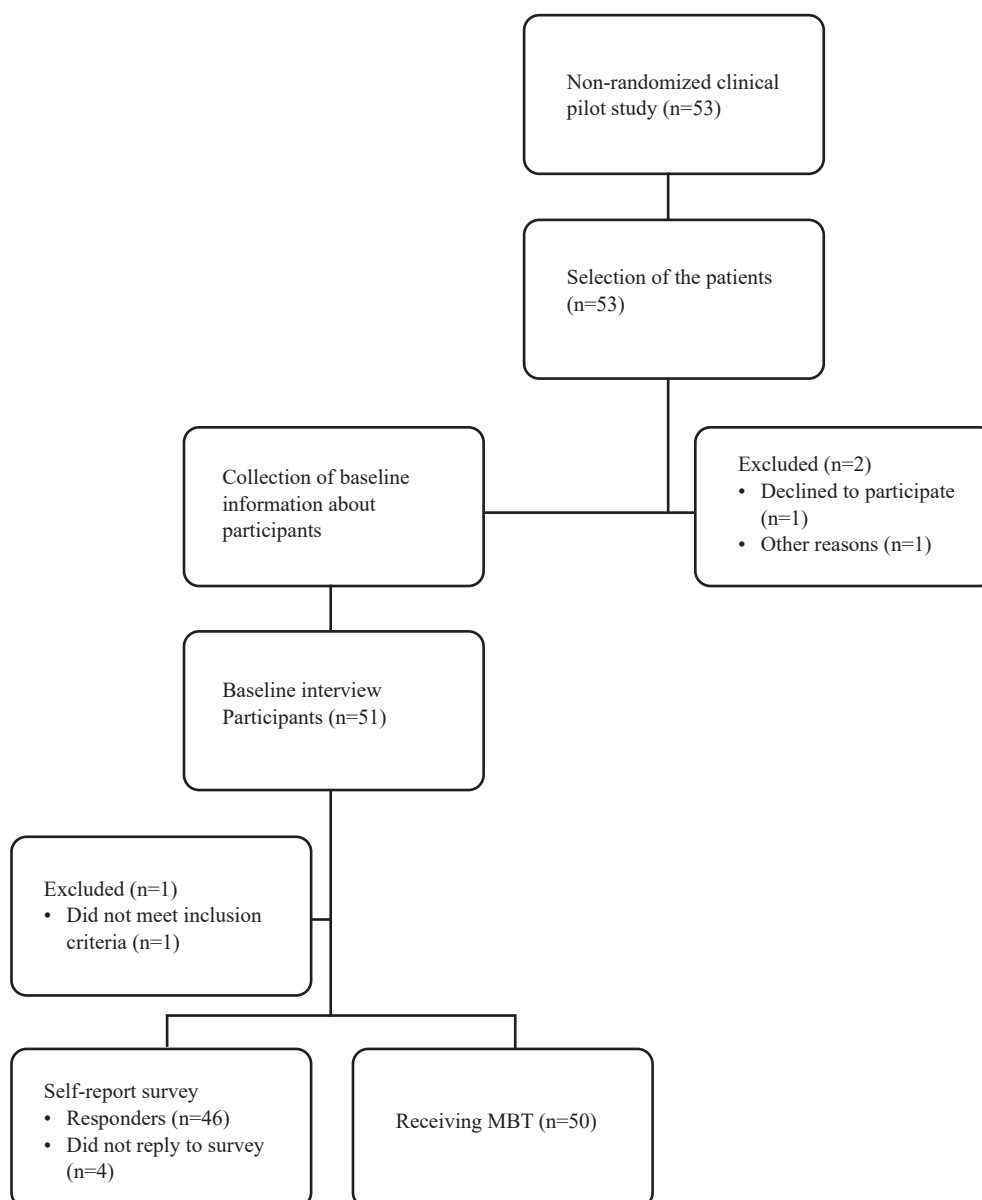 Non-randomized clinical
pilot study (n=53)
Selection of the patients
(n=53)
Collection of baseline
information about
participants
Excluded (n=2)
• Declined to participate
(n=1)
• Other reasons (n=1)
Baseline interview
Participants (n=51)
Excluded (n=1)
• Did not meet inclusion
criteria (n=1)
Self-report survey
• Responders (n=46)
• Did not reply to survey
(n=4)
Receiving MBT (n=50)